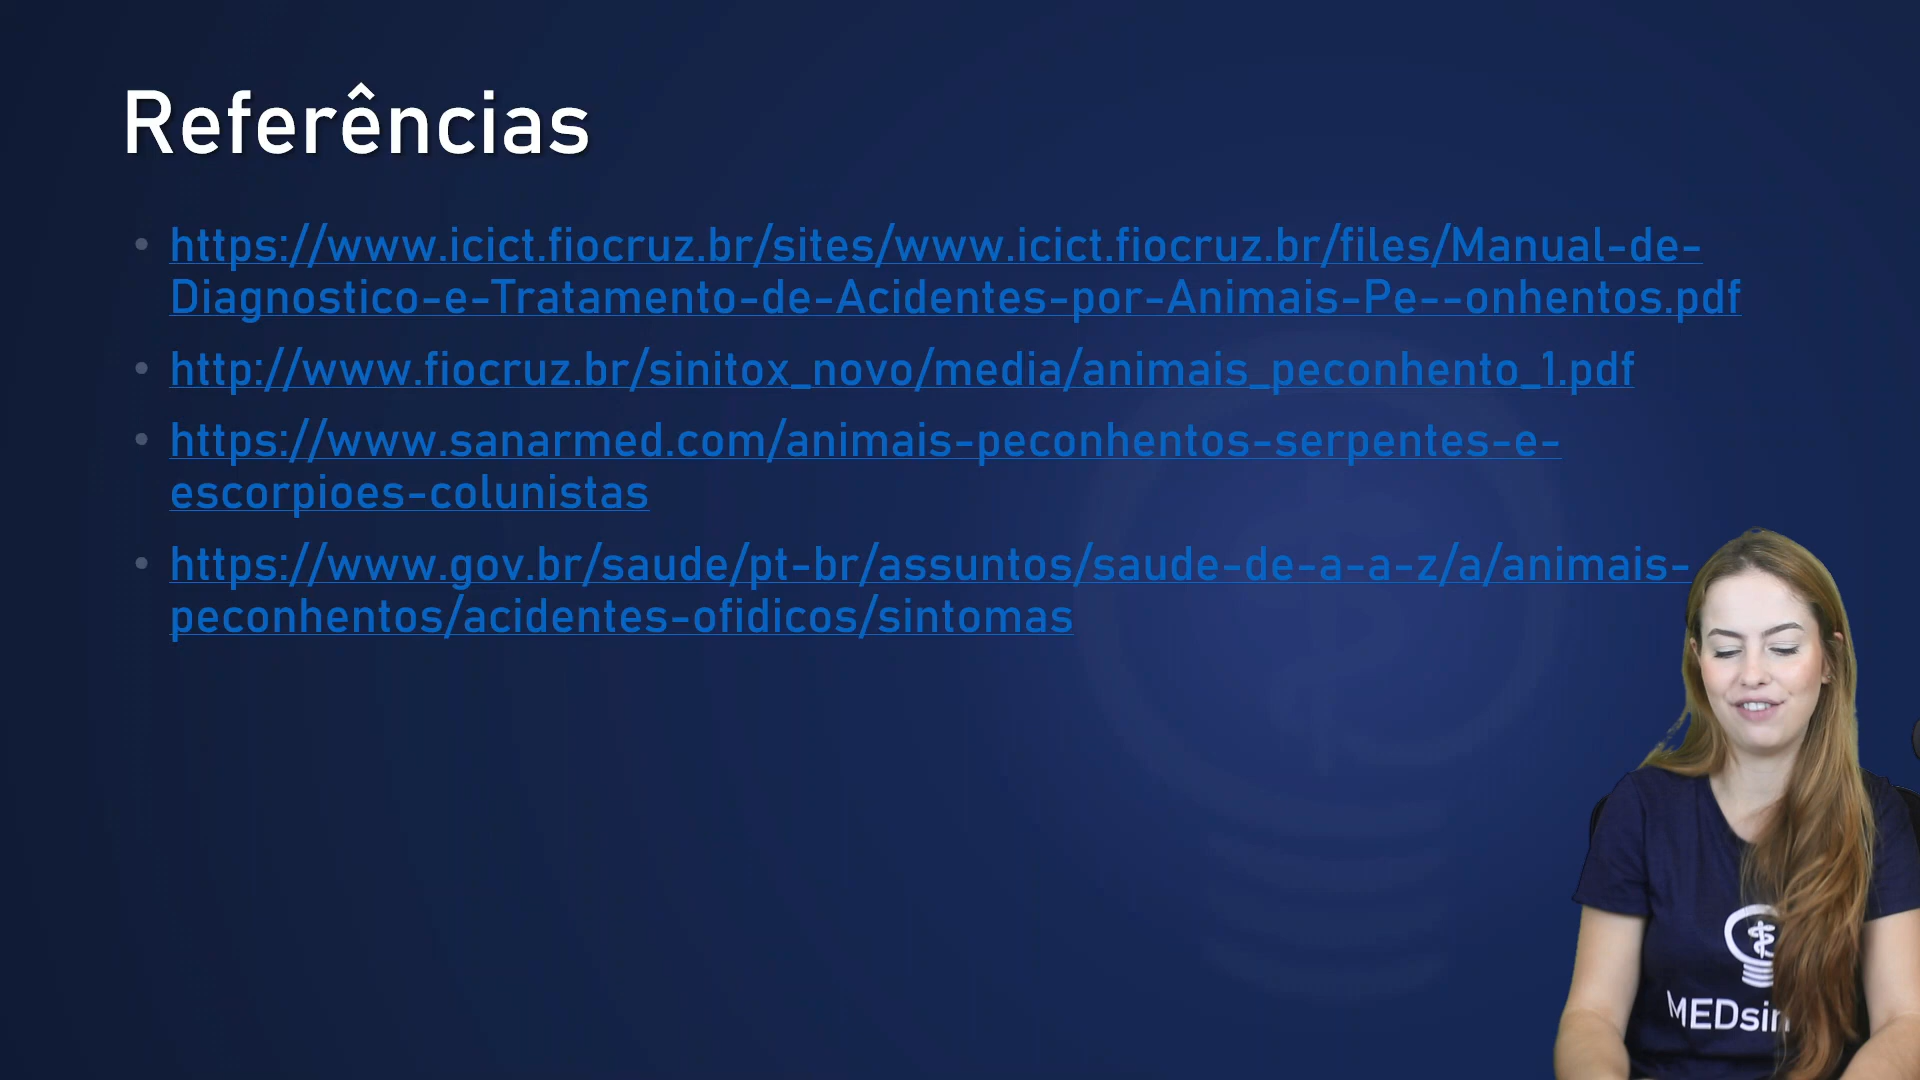 Referências
• https://www.icict.fiocruz.br/sites/www.icict.fiocruz.br/files/Manual-de-
Diagnostico-e-Tratamento-de-Acidentes-por-Animais-Pe--onhentos.pdf
• http://www.fiocruz.br/sinitox_novo/media/animais_peconhento_1.pdf
• https://www.sanarmed.com/animais-peconhentos-serpentes-e-
escorpioes-colunistas
• https://www.gov.br/saude/pt-br/assuntos/saude-de-a-a-z/a/animais-
peconhentos/acidentes-ofidicos/sintomas